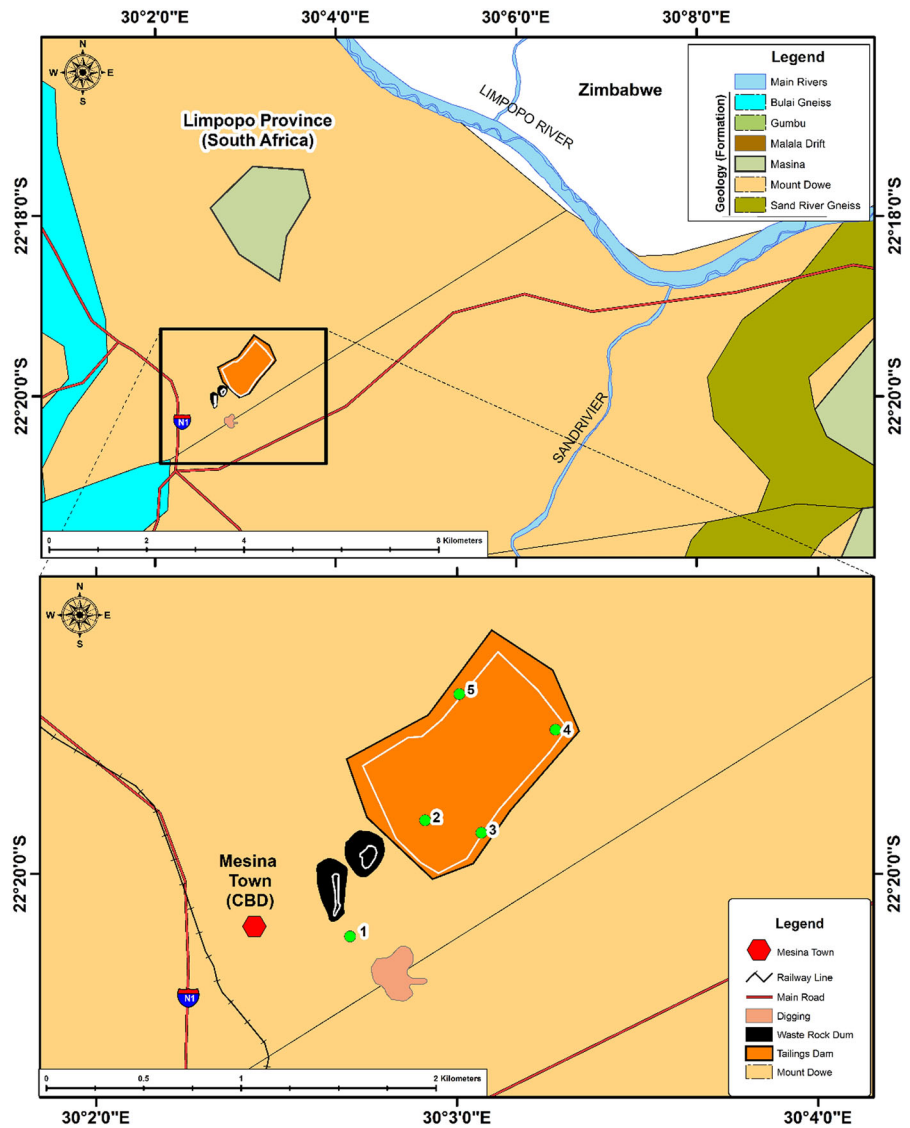 30°2'0"E 30°4'0"E 30°6'0"E 30°8'0"E
N
W E
S
Limpopo Province
(South Africa)
LIMPOPO RIVER
Zimbabwe
Legend
Main Rivers
Geology (Formation)
Bulai Gneiss
Gumbu
Malala Drift
Masina
Mount Dowe
Sand River Gneiss
22°18'0"S
22°18'0"S
22°20'0"S
22°20'0"S
N1
SANDRIVIER
0 2 4 8 Kilometers
N
W E
S
5
4
2
3
Mesina
Town
(CBD)
1
N1
22°20'0"S
22°20'0"S
Legend
Mesina Town
Railway Line
Main Road
Digging
Waste Rock Dum
Tailings Dam
Mount Dowe
0 0.5 1 2 Kilometers
30°2'0"E 30°3'0"E 30°4'0"E